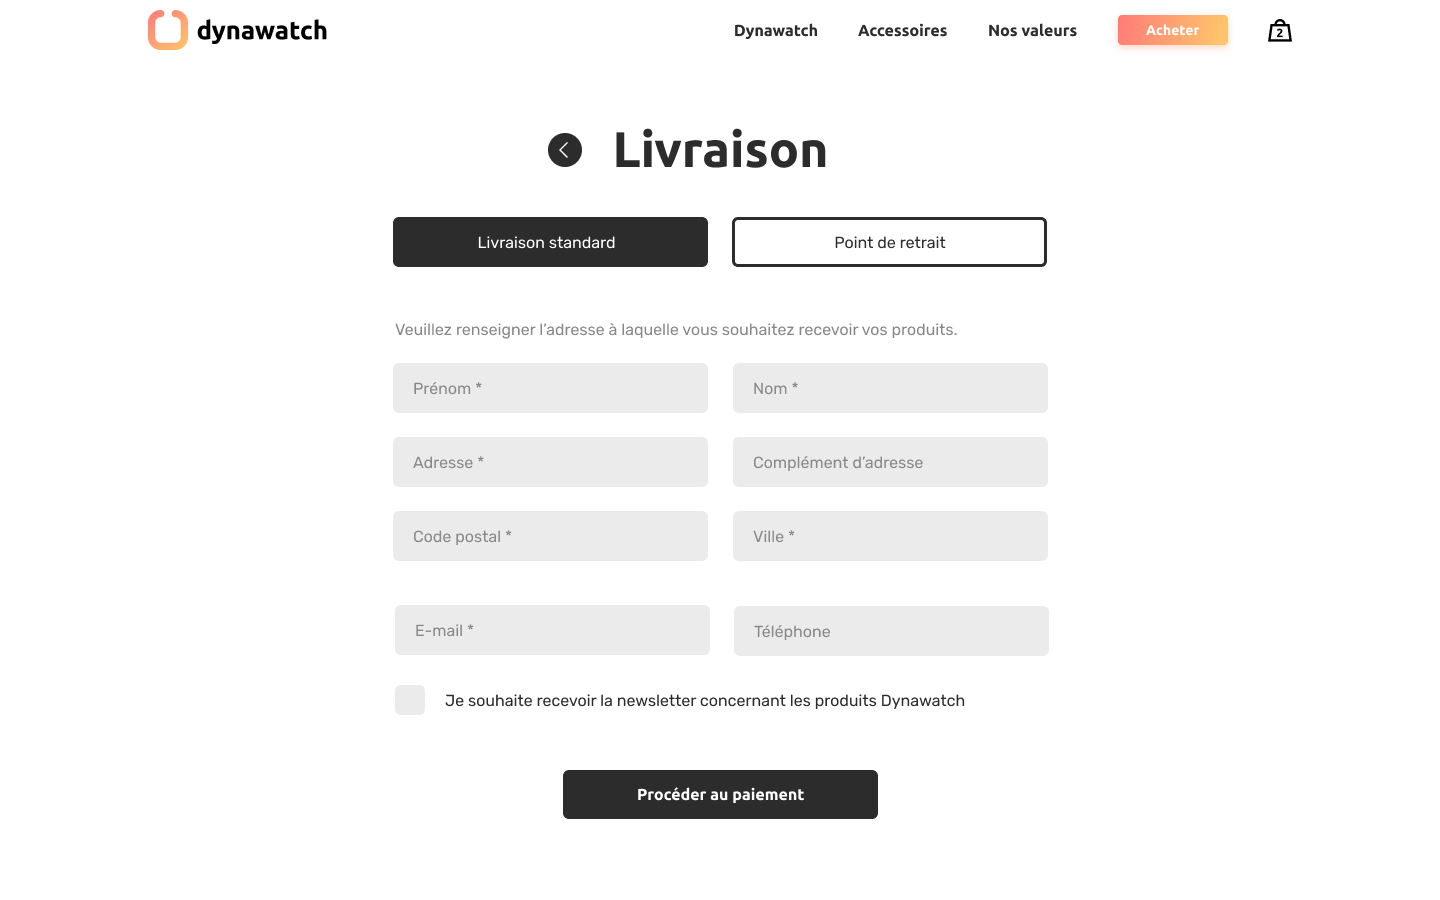 dynawatch
Dynawatch
Accessoires
Nos valeurs
Acheter
2
Livraison
Livraison standard
Point de retrait
Veuillez renseigner l’adresse à laquelle vous souhaitez recevoir vos produits.
Prénom *
Nom *
Adresse *
Complément d’adresse
Code postal *
Ville *
E-mail *
Téléphone
Je souhaite recevoir la newsletter concernant les produits Dynawatch
Procéder au paiement